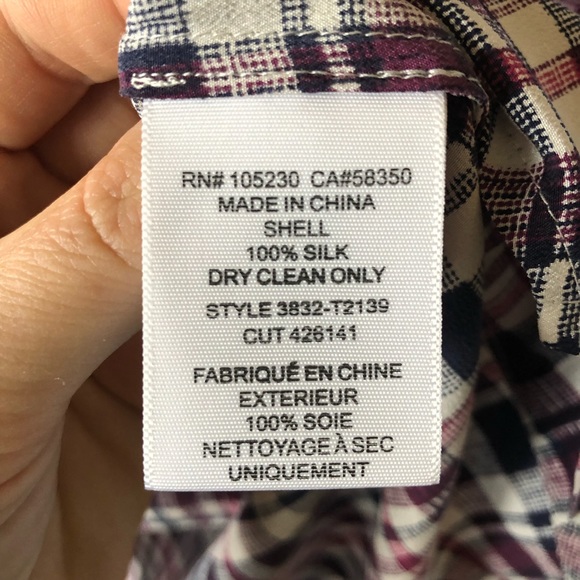 RN# 105230 CA#58350
MADE IN CHINA
SHELL
100% SILK
DRY CLEAN ONLY
STYLE 3832-T2139
CUT 426141
FABRIQUÉ EN CHINE
EXTERIEUR
100% SOIE
NETTOYAGE À SEC
UNIQUEMENT